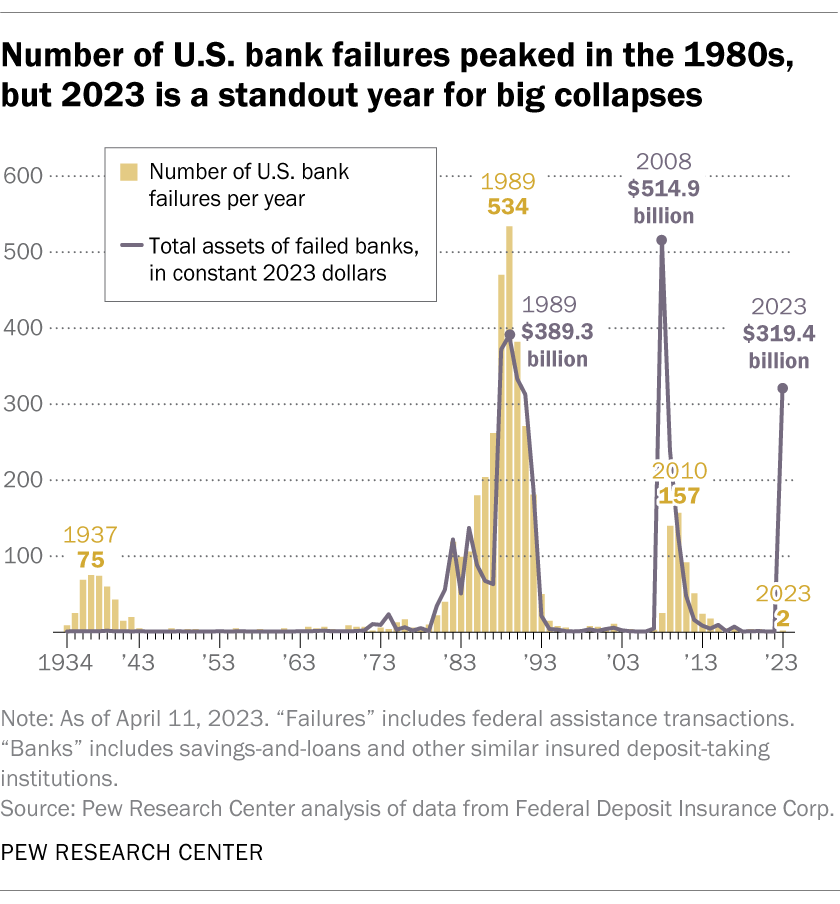 Number of U.S. bank failures peaked in the 1980s,
but 2023 is a standout year for big collapses
Number of U.S. bank
failures per year
Total assets of failed banks,
in constant 2023 dollars
600
500
400
300
200
100
1937
75
1989
534
1989
$389.3
billion
2008
$514.9
billion
2010
157
2023
$319.4
billion
2023
2
1934
’43
’53
’63
’73
’83
’93
’03
’13
’23
Note: As of April 11, 2023. “Failures” includes federal assistance transactions.
“Banks” includes savings-and-loans and other similar insured deposit-taking
institutions.
Source: Pew Research Center analysis of data from Federal Deposit Insurance Corp.
PEW RESEARCH CENTER